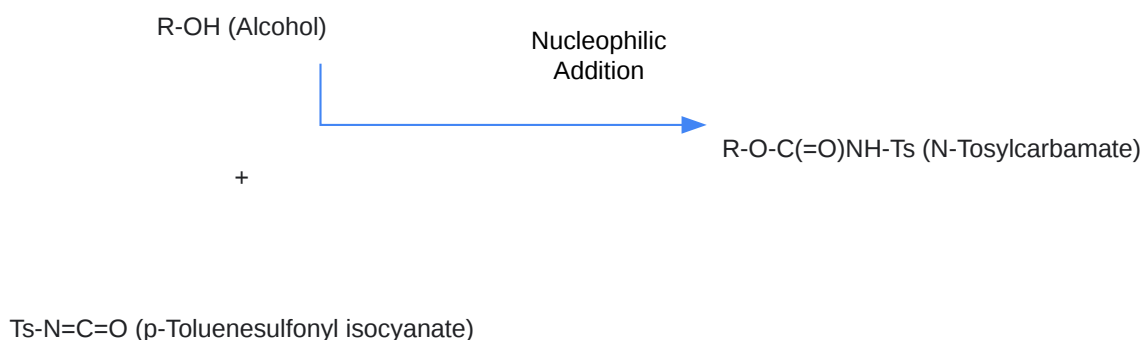 R-OH (Alcohol)
Nucleophilic
Addition
R-O-C(=O)NH-Ts (N-Tosylcarbamate)
+
Ts-N=C=O (p-Toluenesulfonyl isocyanate)